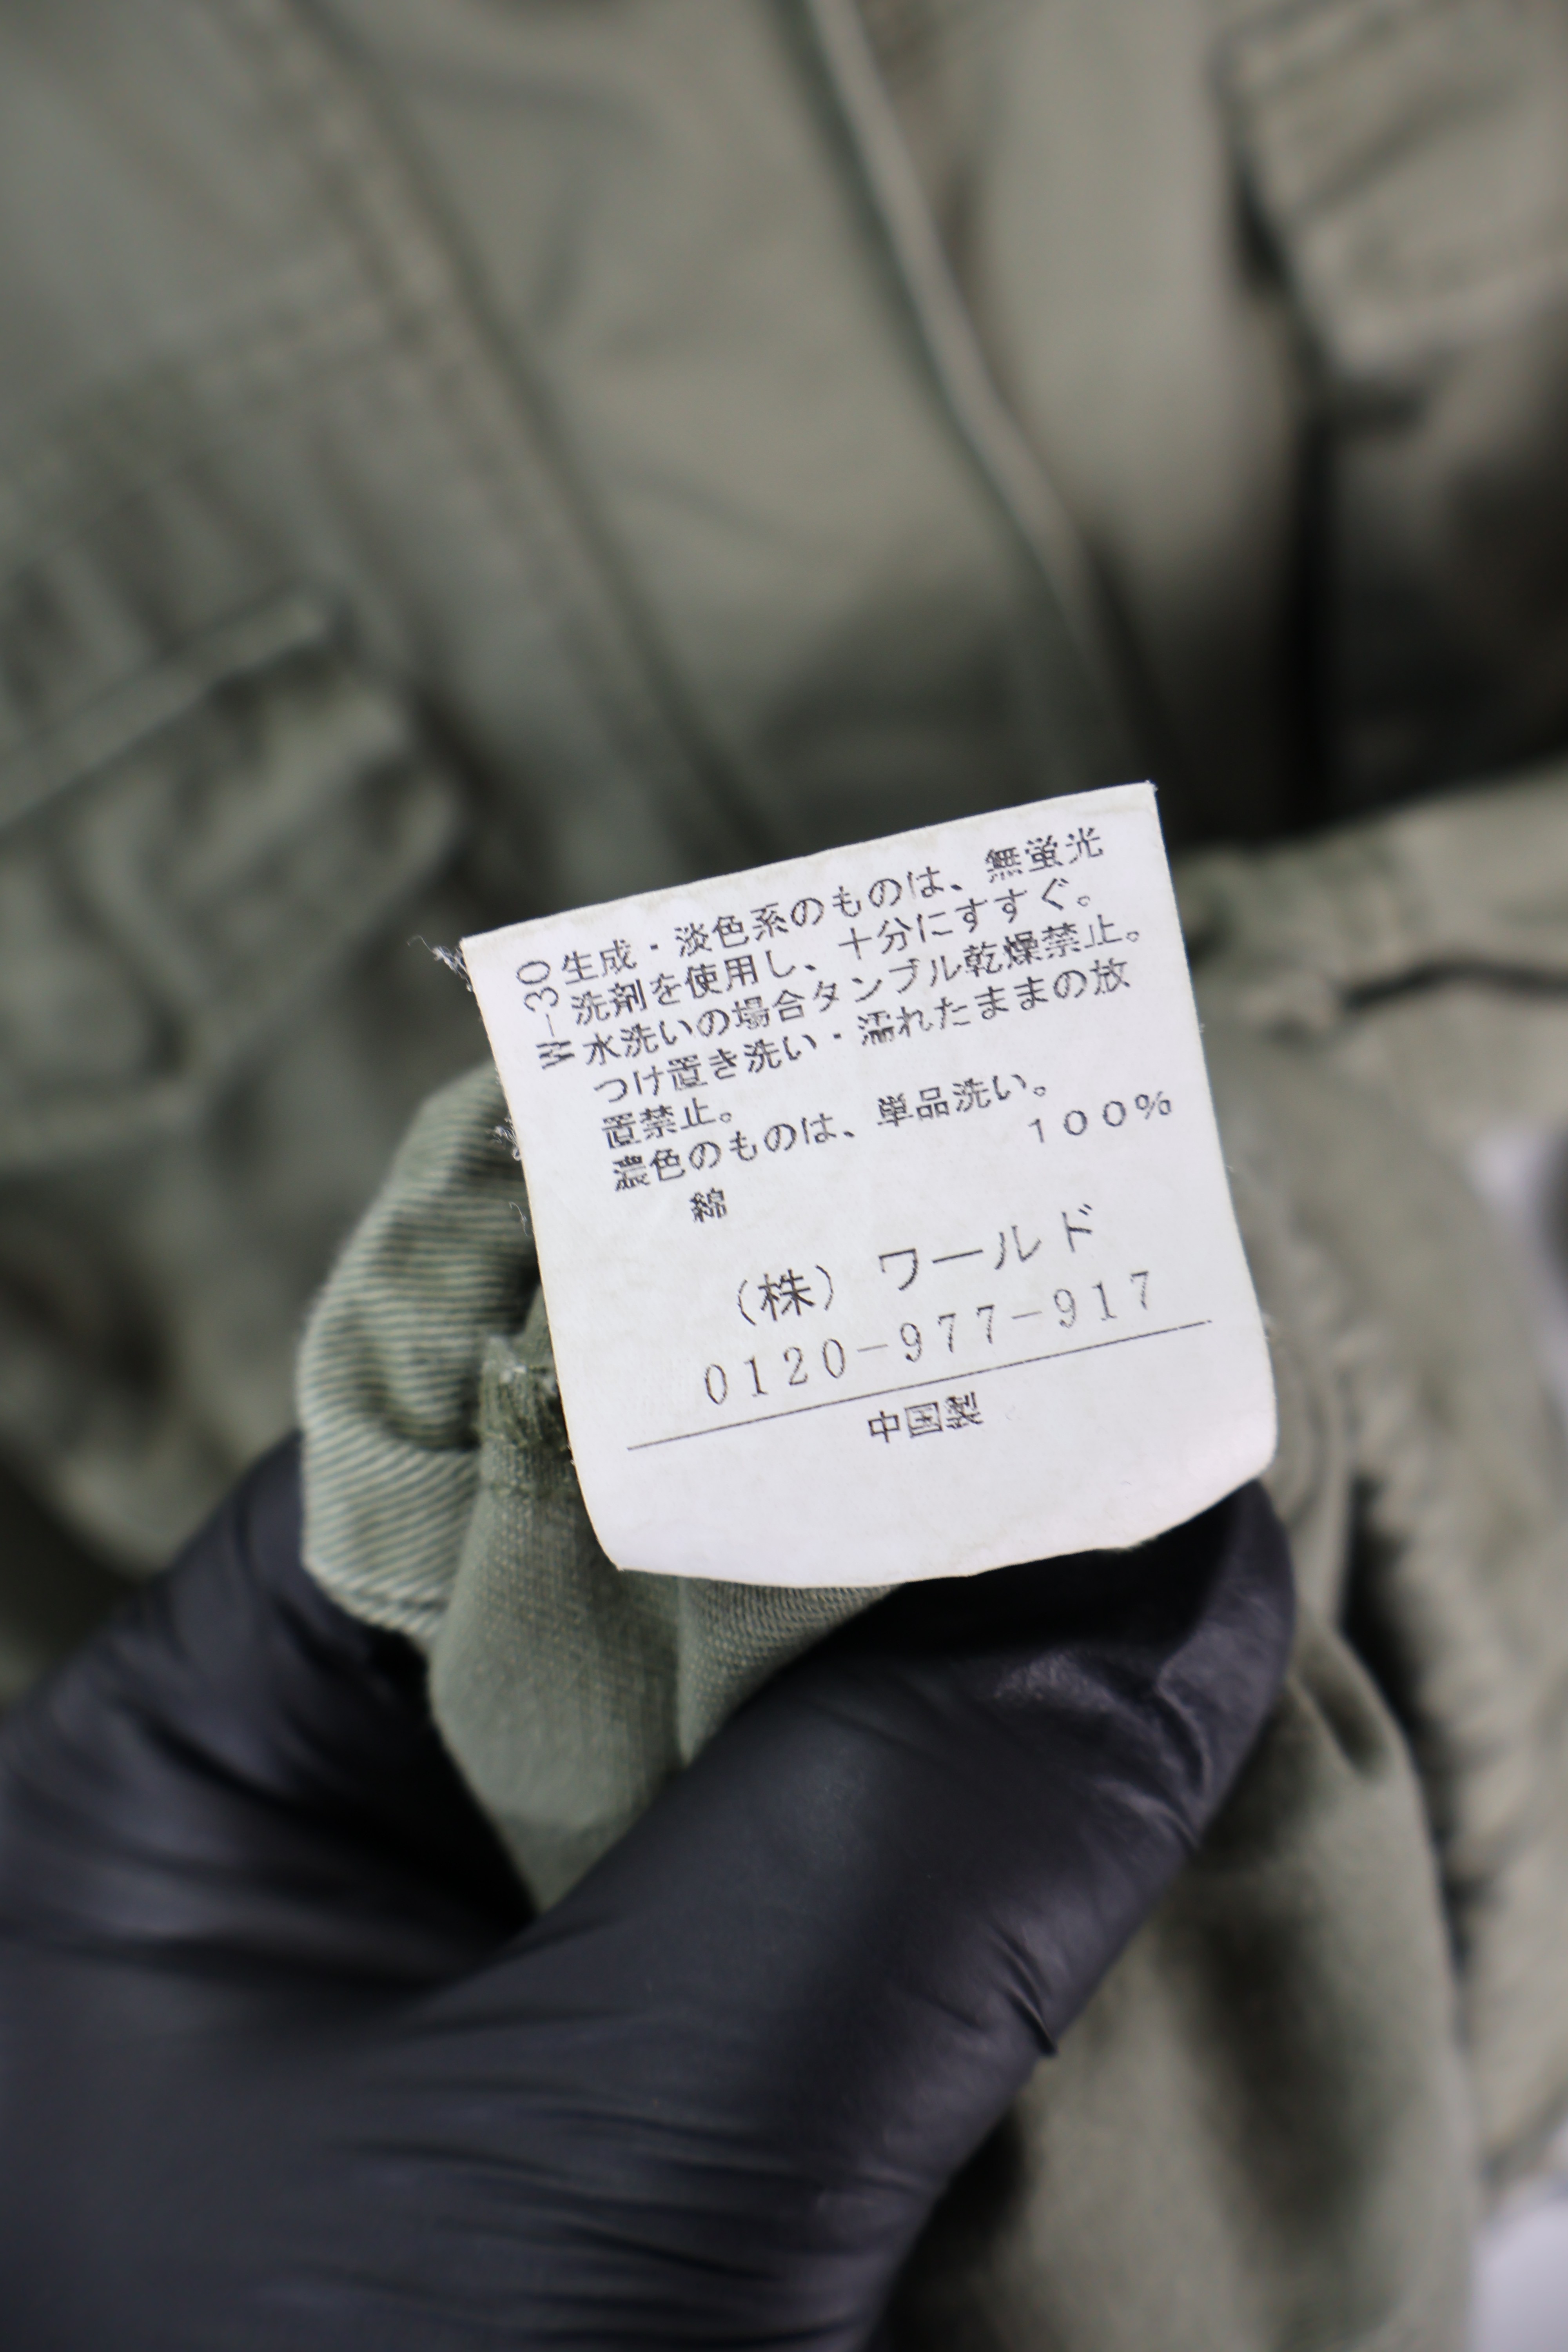 W-30
生成・淡色系のものは、無蛍光
洗剤を使用し、十分にすすぐ。
水洗いの場合タンブル乾燥禁止。
つけ置き洗い・濡れたままの放
置禁止。
濃色のものは、単品洗い。
綿 100%
(株) ワールド
0120-977-917
中国製